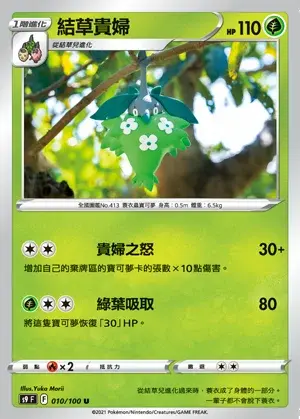 1階進化
結草貴婦
HP 110
從結草兒進化
全國圖鑑No.413 蓑衣蟲寶可夢 身高：0.5m 體重：6.5kg
貴婦之怒 30+
增加自己的棄牌區的寶可夢卡的張數×10點傷害。
綠葉吸取 80
將這隻寶可夢恢復「30」HP。
弱點 ×2 抵抗力 撤退
Illus.Yuka Morii
s9 F F 010/100 U
從結草兒進化過來時，蓑衣成了身體的一部分。
一輩子都不會脫下它。
©2021 Pokémon/Nintendo/Creatures/GAME FREAK.